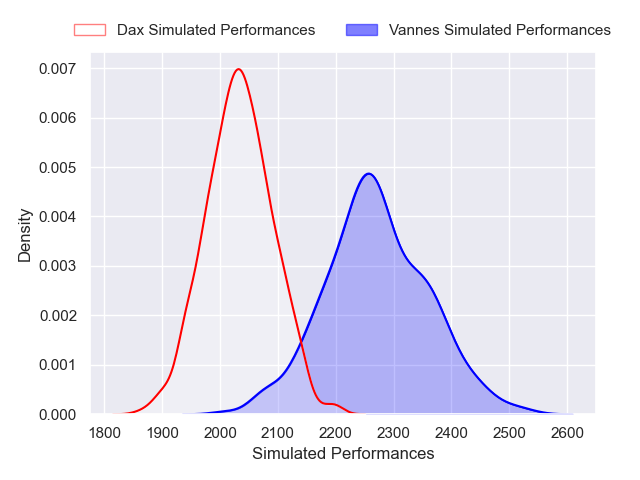 Dax Simulated Performances Vannes Simulated Performances
0.007
0.006
0.005
0.004
0.003
0.002
0.001
0.000
Density
1800 1900 2000 2100 2200 2300 2400 2500 2600
Simulated Performances